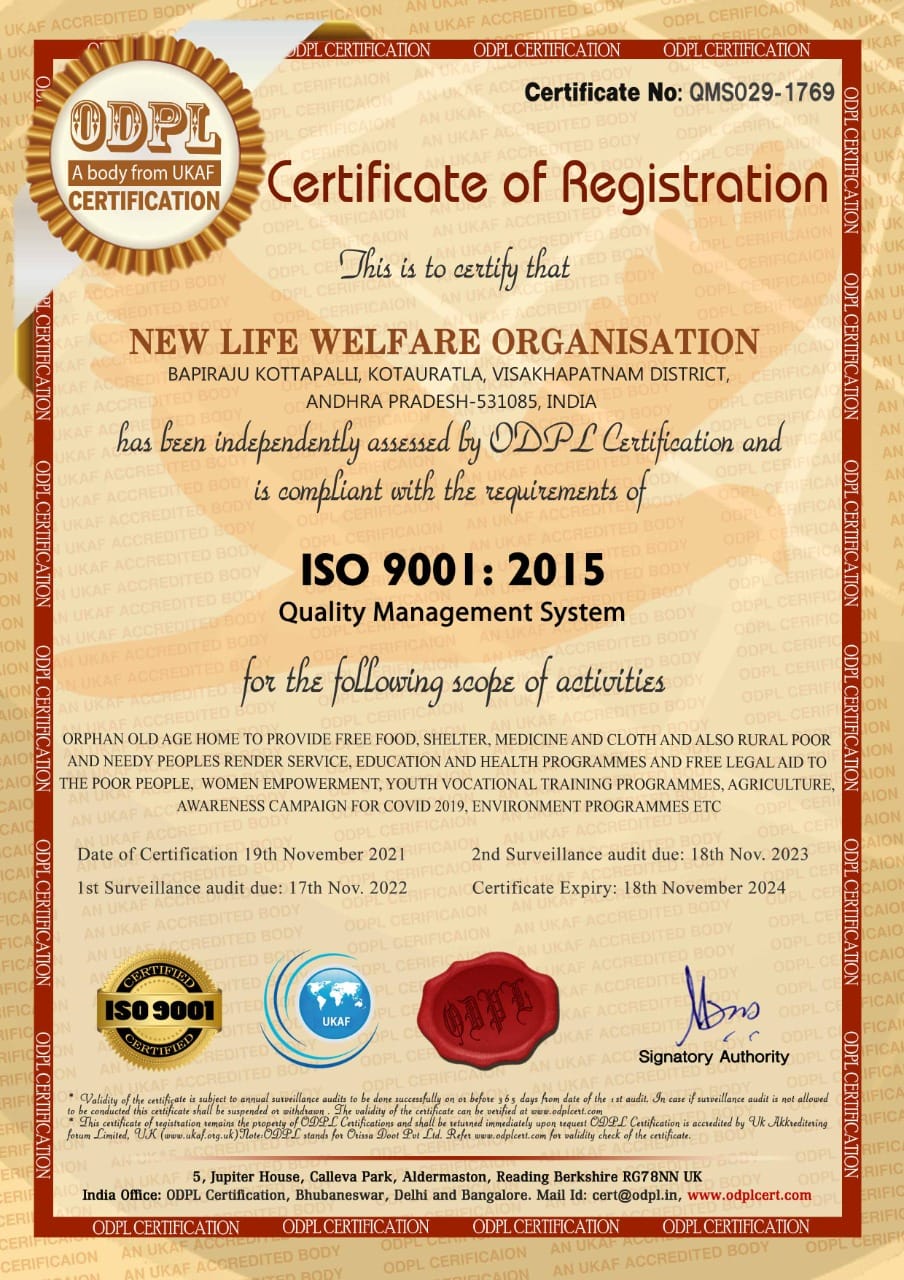 ODPL CERTIFICATION ODPL CERTIFICATION ODPL CERTIFICATION
Certificate No: QMS029-1769
ODPL
A body from UKAF
CERTIFICATION
Certificate of Registration
This is to certify that
NEW LIFE WELFARE ORGANISATION
BAPIRAJU KOTTAPALLI, KOTAURATLA, VISAKHAPATNAM DISTRICT,
ANDHRA PRADESH-531085, INDIA
has been independently assessed by ODPL Certification and
is compliant with the requirements of
ISO 9001: 2015
Quality Management System
for the following scope of activities
ORPHAN OLD AGE HOME TO PROVIDE FREE FOOD, SHELTER, MEDICINE AND CLOTH AND ALSO RURAL POOR
AND NEEDY PEOPLES RENDER SERVICE, EDUCATION AND HEALTH PROGRAMMES AND FREE LEGAL AID TO
THE POOR PEOPLE, WOMEN EMPOWERMENT, YOUTH VOCATIONAL TRAINING PROGRAMMES, AGRICULTURE,
AWARENESS CAMPAIGN FOR COVID 2019, ENVIRONMENT PROGRAMMES ETC
Date of Certification 19th November 2021
2nd Surveillance audit due: 18th Nov. 2023
1st Surveillance audit due: 17th Nov. 2022
Certificate Expiry: 18th November 2024
CERTIFIED
ISO 9001
CERTIFIED
UKAF
ODPL
Signatory Authority
* Validity of the certificate is subject to annual surveillance audits to be done successfully on or before 365 days from date of the 1st audit. In case if surveillance audit is not allowed
to be conducted this certificate shall be suspended or withdrawn . The validity of the certificate can be verified at www.odplcert.com
* This certificate of registration remains the property of ODPL Certifications and shall be returned immediately upon request ODPL Certification is accredited by Uk Akkreditering
forum Limited, UK (www.ukaf.org.uk)Note:ODPL stands for Orissa Doot Pvt Ltd. Refer www.odplcert.com for validity check of the certificate.
5, Jupiter House, Calleva Park, Aldermaston, Reading Berkshire RG78NN UK
India Office: ODPL Certification, Bhubaneswar, Delhi and Bangalore. Mail Id: cert@odpl.in, www.odplcert.com
ODPL CERTIFICATION ODPL CERTIFICATION ODPL CERTIFICATION ODPL CERTIFICATION